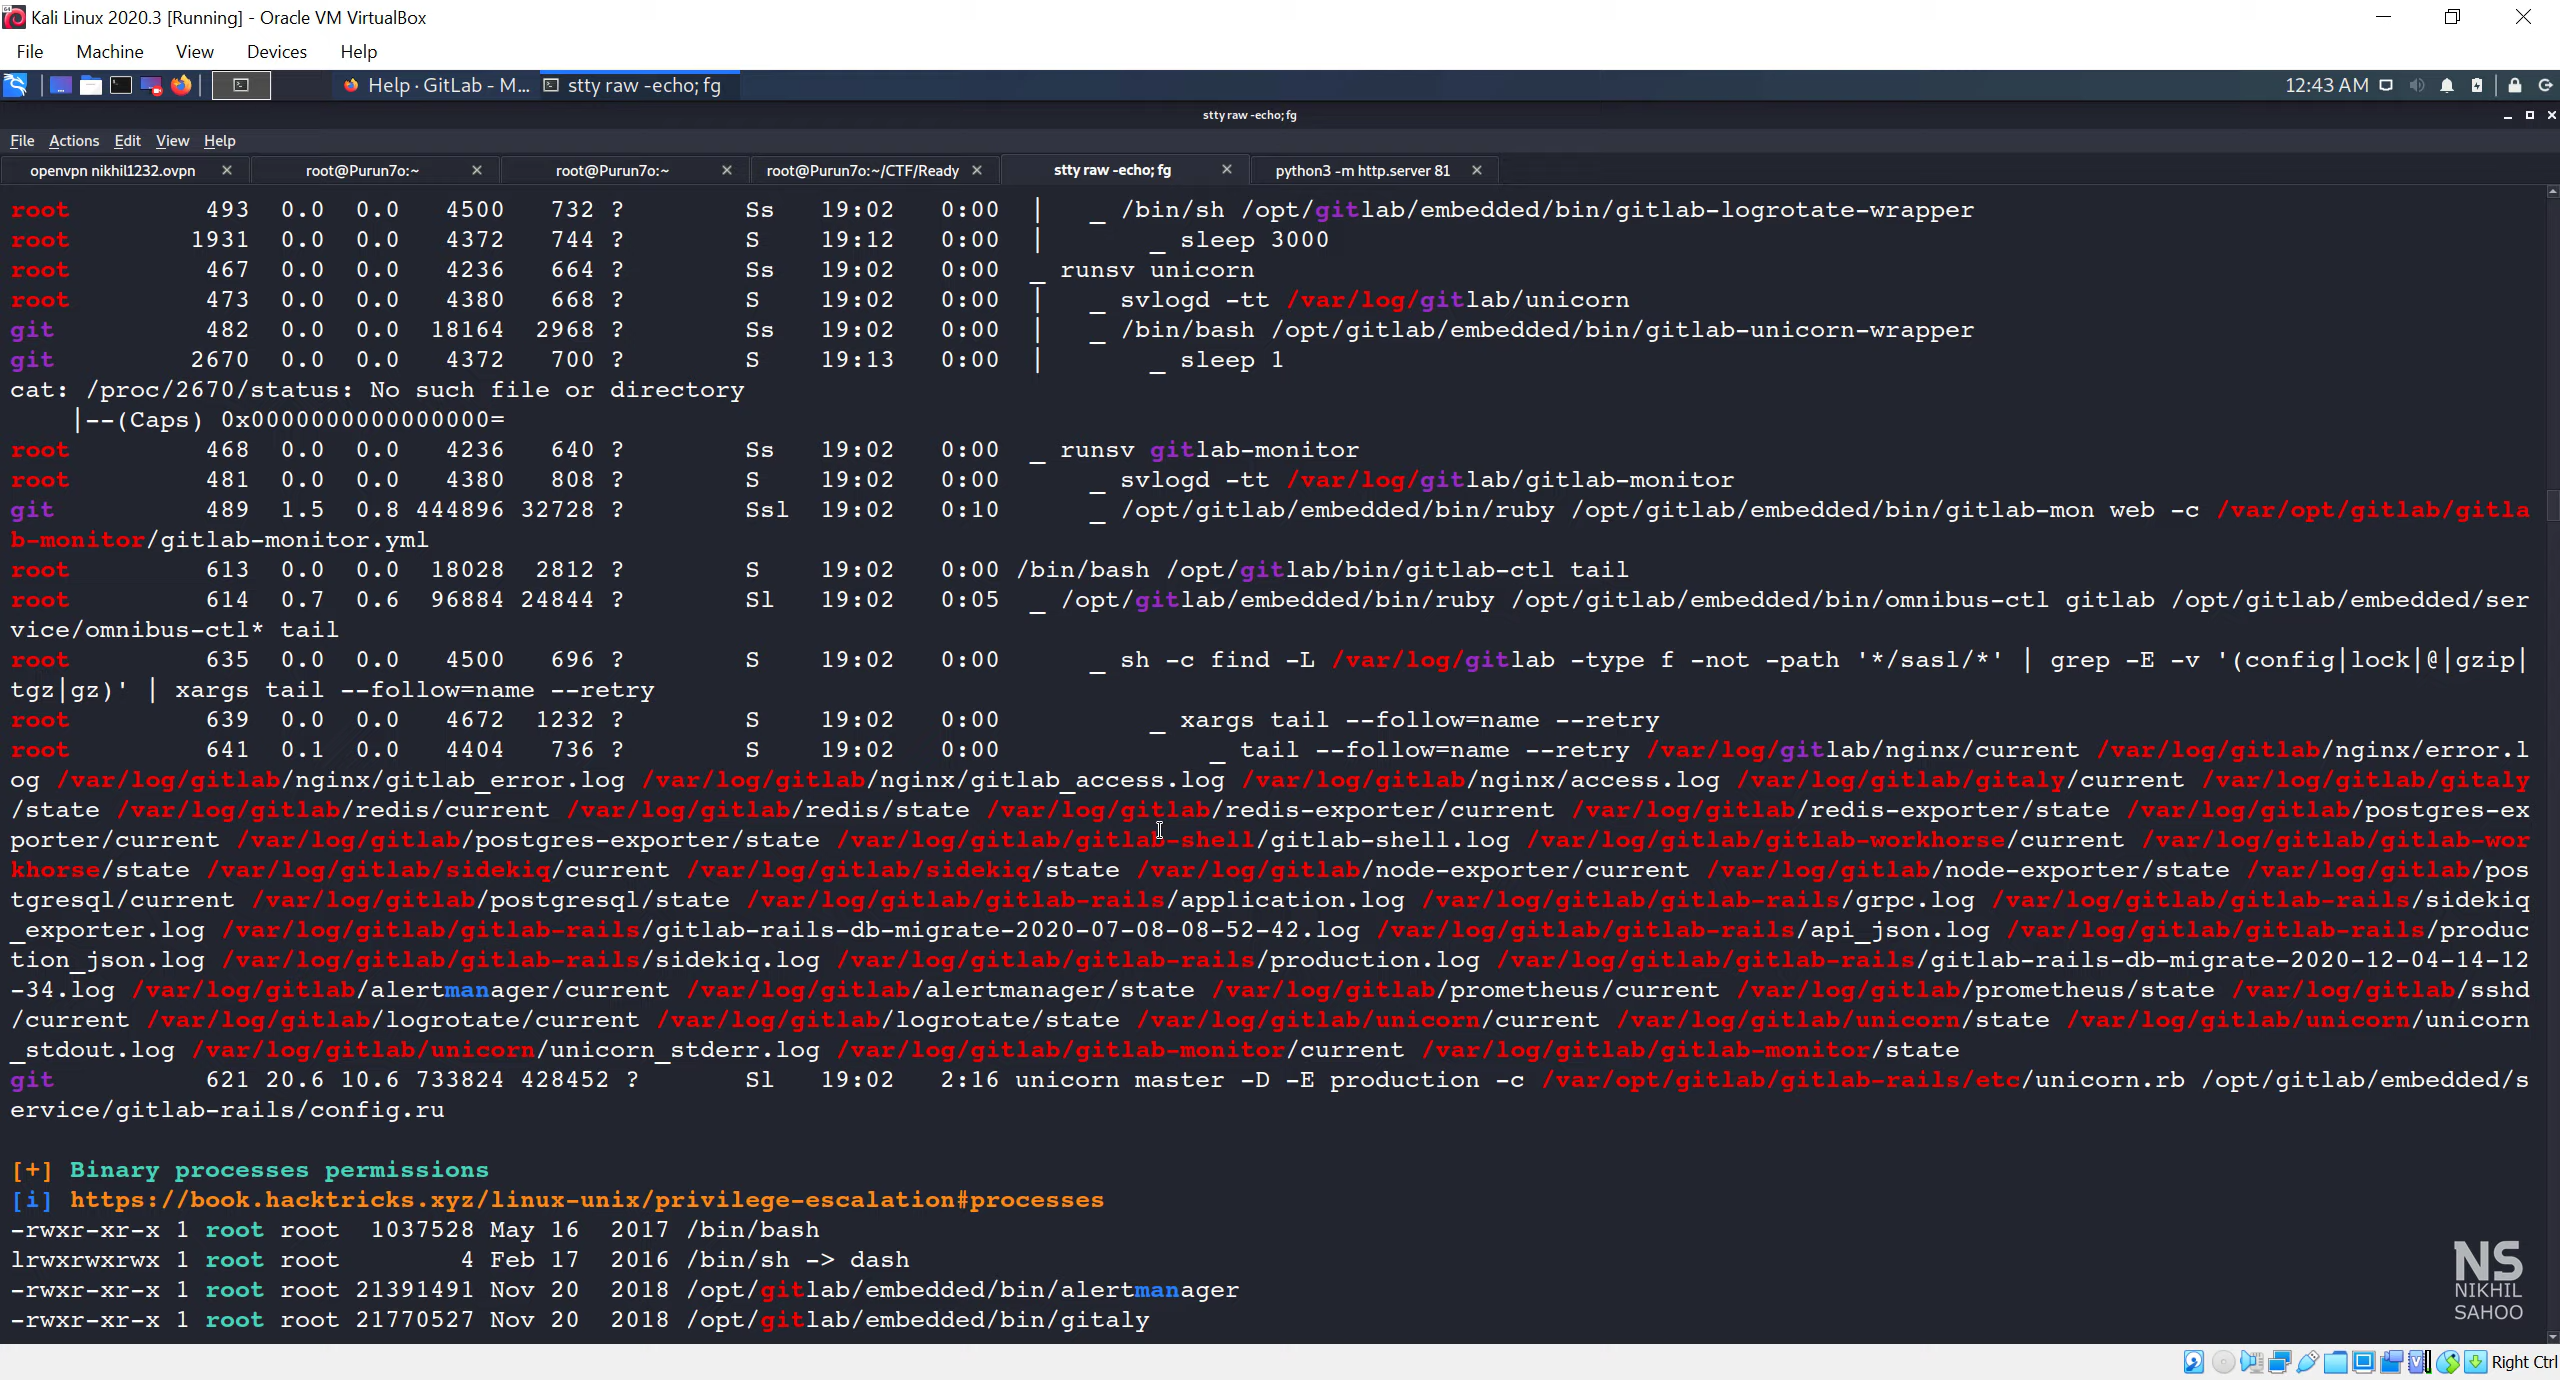 Kali Linux 2020.3 [Running] - Oracle VM VirtualBox
File Machine View Devices Help
Help · GitLab - M... stty raw -echo; fg 12:43 AM
stty raw -echo; fg
File Actions Edit View Help
openvpn nikhil1232.ovpn root@Purun7o:~ root@Purun7o:~ root@Purun7o:~/CTF/Ready stty raw -echo; fg python3 -m http.server 81
root 493 0.0 0.0 4500 732 ? Ss 19:02 0:00 | _ /bin/sh /opt/gitlab/embedded/bin/gitlab-logrotate-wrapper
root 1931 0.0 0.0 4372 744 ? S 19:12 0:00 | _ sleep 3000
root 467 0.0 0.0 4236 664 ? Ss 19:02 0:00 _ runsv unicorn
root 473 0.0 0.0 4380 668 ? S 19:02 0:00 | _ svlogd -tt /var/log/gitlab/unicorn
git 482 0.0 0.0 18164 2968 ? Ss 19:02 0:00 | _ /bin/bash /opt/gitlab/embedded/bin/gitlab-unicorn-wrapper
git 2670 0.0 0.0 4372 700 ? S 19:13 0:00 | _ sleep 1
cat: /proc/2670/status: No such file or directory
|--(Caps) 0x0000000000000000=
root 468 0.0 0.0 4236 640 ? Ss 19:02 0:00 _ runsv gitlab-monitor
root 481 0.0 0.0 4380 808 ? S 19:02 0:00 _ svlogd -tt /var/log/gitlab/gitlab-monitor
git 489 1.5 0.8 444896 32728 ? Ssl 19:02 0:10 _ /opt/gitlab/embedded/bin/ruby /opt/gitlab/embedded/bin/gitlab-mon web -c /var/opt/gitlab/gitla
b-monitor/gitlab-monitor.yml
root 613 0.0 0.0 18028 2812 ? S 19:02 0:00 /bin/bash /opt/gitlab/bin/gitlab-ctl tail
root 614 0.7 0.6 96884 24844 ? Sl 19:02 0:05 _ /opt/gitlab/embedded/bin/ruby /opt/gitlab/embedded/bin/omnibus-ctl gitlab /opt/gitlab/embedded/ser
vice/omnibus-ctl* tail
root 635 0.0 0.0 4500 696 ? S 19:02 0:00 _ sh -c find -L /var/log/gitlab -type f -not -path '*/sasl/*' | grep -E -v '(config|lock|@|gzip|
tgz|gz)' | xargs tail --follow=name --retry
root 639 0.0 0.0 4672 1232 ? S 19:02 0:00 _ xargs tail --follow=name --retry
root 641 0.1 0.0 4404 736 ? S 19:02 0:00 _ tail --follow=name --retry /var/log/gitlab/nginx/current /var/log/gitlab/nginx/error.l
og /var/log/gitlab/nginx/gitlab_error.log /var/log/gitlab/nginx/gitlab_access.log /var/log/gitlab/nginx/access.log /var/log/gitlab/gitaly/current /var/log/gitlab/gitaly
/state /var/log/gitlab/redis/current /var/log/gitlab/redis/state /var/log/gitlab/redis-exporter/current /var/log/gitlab/redis-exporter/state /var/log/gitlab/postgres-ex
porter/current /var/log/gitlab/postgres-exporter/state /var/log/gitlab/gitlab-shell/gitlab-shell.log /var/log/gitlab/gitlab-workhorse/current /var/log/gitlab/gitlab-wor
khorse/state /var/log/gitlab/sidekiq/current /var/log/gitlab/sidekiq/state /var/log/gitlab/node-exporter/current /var/log/gitlab/node-exporter/state /var/log/gitlab/pos
tgresql/current /var/log/gitlab/postgresql/state /var/log/gitlab/gitlab-rails/application.log /var/log/gitlab/gitlab-rails/grpc.log /var/log/gitlab/gitlab-rails/sidekiq
_exporter.log /var/log/gitlab/gitlab-rails/gitlab-rails-db-migrate-2020-07-08-08-52-42.log /var/log/gitlab/gitlab-rails/api_json.log /var/log/gitlab/gitlab-rails/produc
tion_json.log /var/log/gitlab/gitlab-rails/sidekiq.log /var/log/gitlab/gitlab-rails/production.log /var/log/gitlab/gitlab-rails/gitlab-rails-db-migrate-2020-12-04-14-12
-34.log /var/log/gitlab/alertmanager/current /var/log/gitlab/alertmanager/state /var/log/gitlab/prometheus/current /var/log/gitlab/prometheus/state /var/log/gitlab/sshd
/current /var/log/gitlab/logrotate/current /var/log/gitlab/logrotate/state /var/log/gitlab/unicorn/current /var/log/gitlab/unicorn/state /var/log/gitlab/unicorn/unicorn
_stdout.log /var/log/gitlab/unicorn/unicorn_stderr.log /var/log/gitlab/gitlab-monitor/current /var/log/gitlab/gitlab-monitor/state
git 621 20.6 10.6 733824 428452 ? Sl 19:02 2:16 unicorn master -D -E production -c /var/opt/gitlab/gitlab-rails/etc/unicorn.rb /opt/gitlab/embedded/s
ervice/gitlab-rails/config.ru
[+] Binary processes permissions
[i] https://book.hacktricks.xyz/linux-unix/privilege-escalation#processes
-rwxr-xr-x 1 root root 1037528 May 16 2017 /bin/bash
lrwxrwxrwx 1 root root 4 Feb 17 2016 /bin/sh -> dash
-rwxr-xr-x 1 root root 21391491 Nov 20 2018 /opt/gitlab/embedded/bin/alertmanager
-rwxr-xr-x 1 root root 21770527 Nov 20 2018 /opt/gitlab/embedded/bin/gitaly
NS
NIKHIL
SAHOO
Right Ctrl